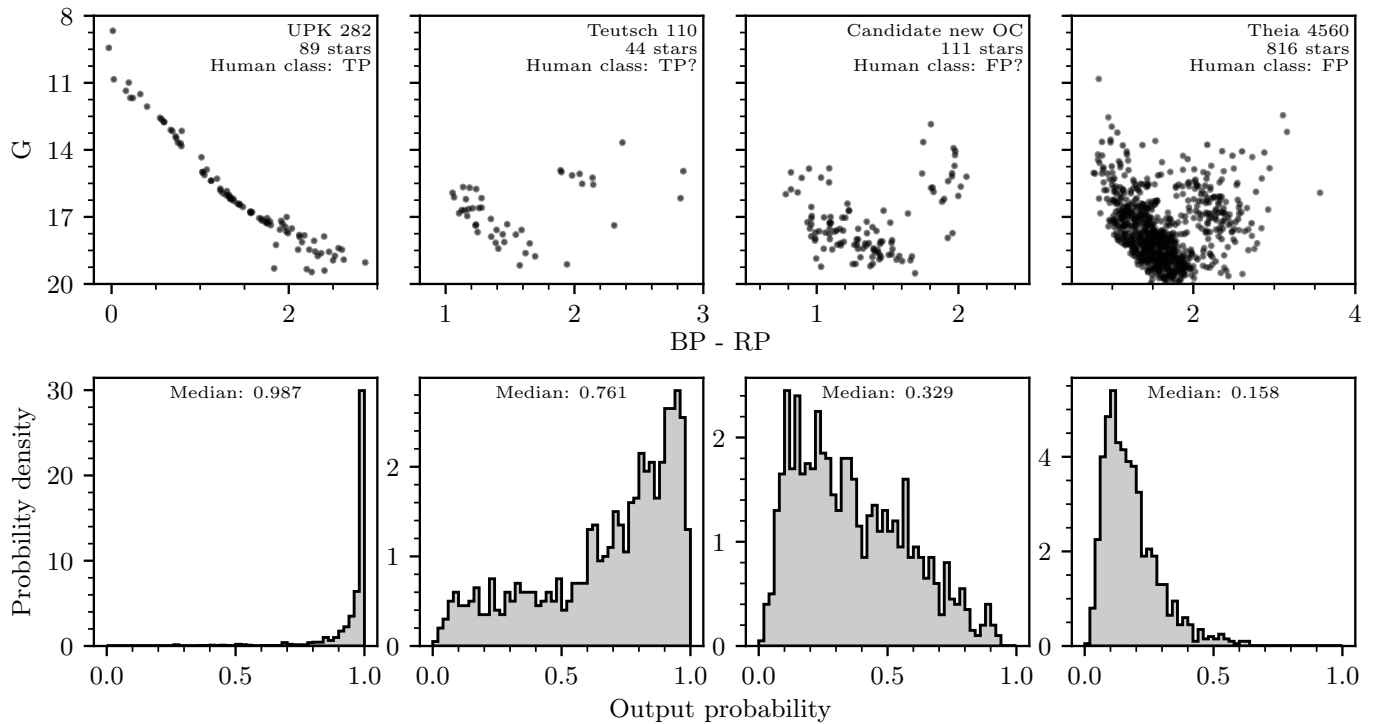 UPK 282
89 stars
Human class: TP
Teutsch 110
44 stars
Human class: TP?
Candidate new OC
111 stars
Human class: FP?
Theia 4560
816 stars
Human class: FP
8
11
14
17
20
G
0 2
1 2 3
1 2
2 4
BP - RP
Median: 0.987
Median: 0.761
Median: 0.329
Median: 0.158
30
20
10
0
2
1
0
2
1
0
4
2
0
Probbility density
0.0 0.5 1.0
0.0 0.5 1.0
0.0 0.5 1.0
0.0 0.5 1.0
Output probability